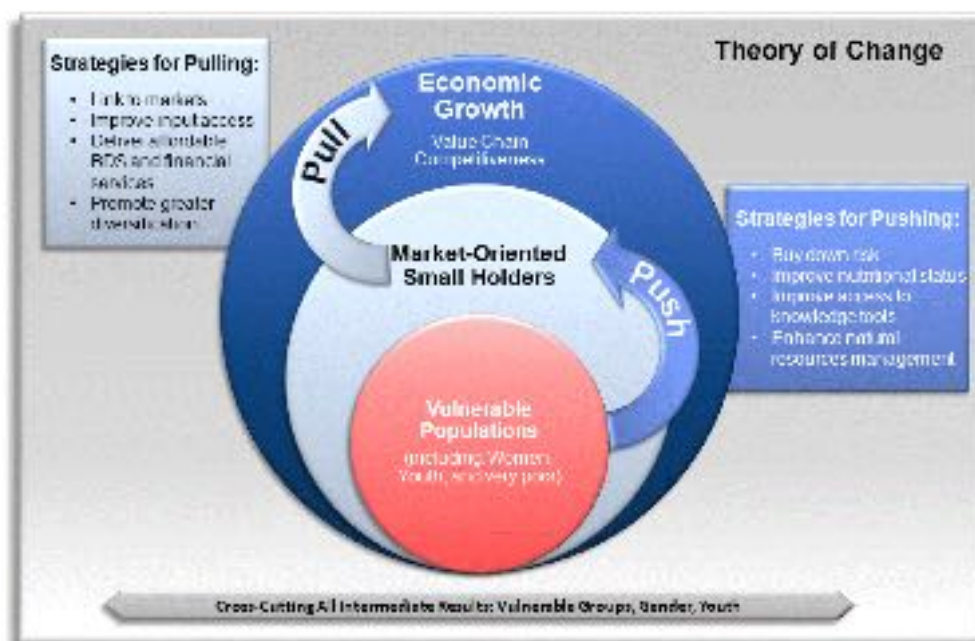 Theory of Change
Strategies for Pulling:
• Link to markets
• Improve input access
• Deliver affordable
BDS and financial
services
• Promote greater
diversification
Pull
Economic
Growth
Value Chain
Competitiveness
Market-Oriented
Small Holders
Push
Vulnerable
Populations
(including Women,
Youth, and very poor)
Strategies for Pushing:
• Buy down risk
• Improve nutritional status
• Improve access to
knowledge tools
• Enhance natural
resources management
Cross-Cutting All Intermediate Results: Vulnerable Groups, Gender, Youth